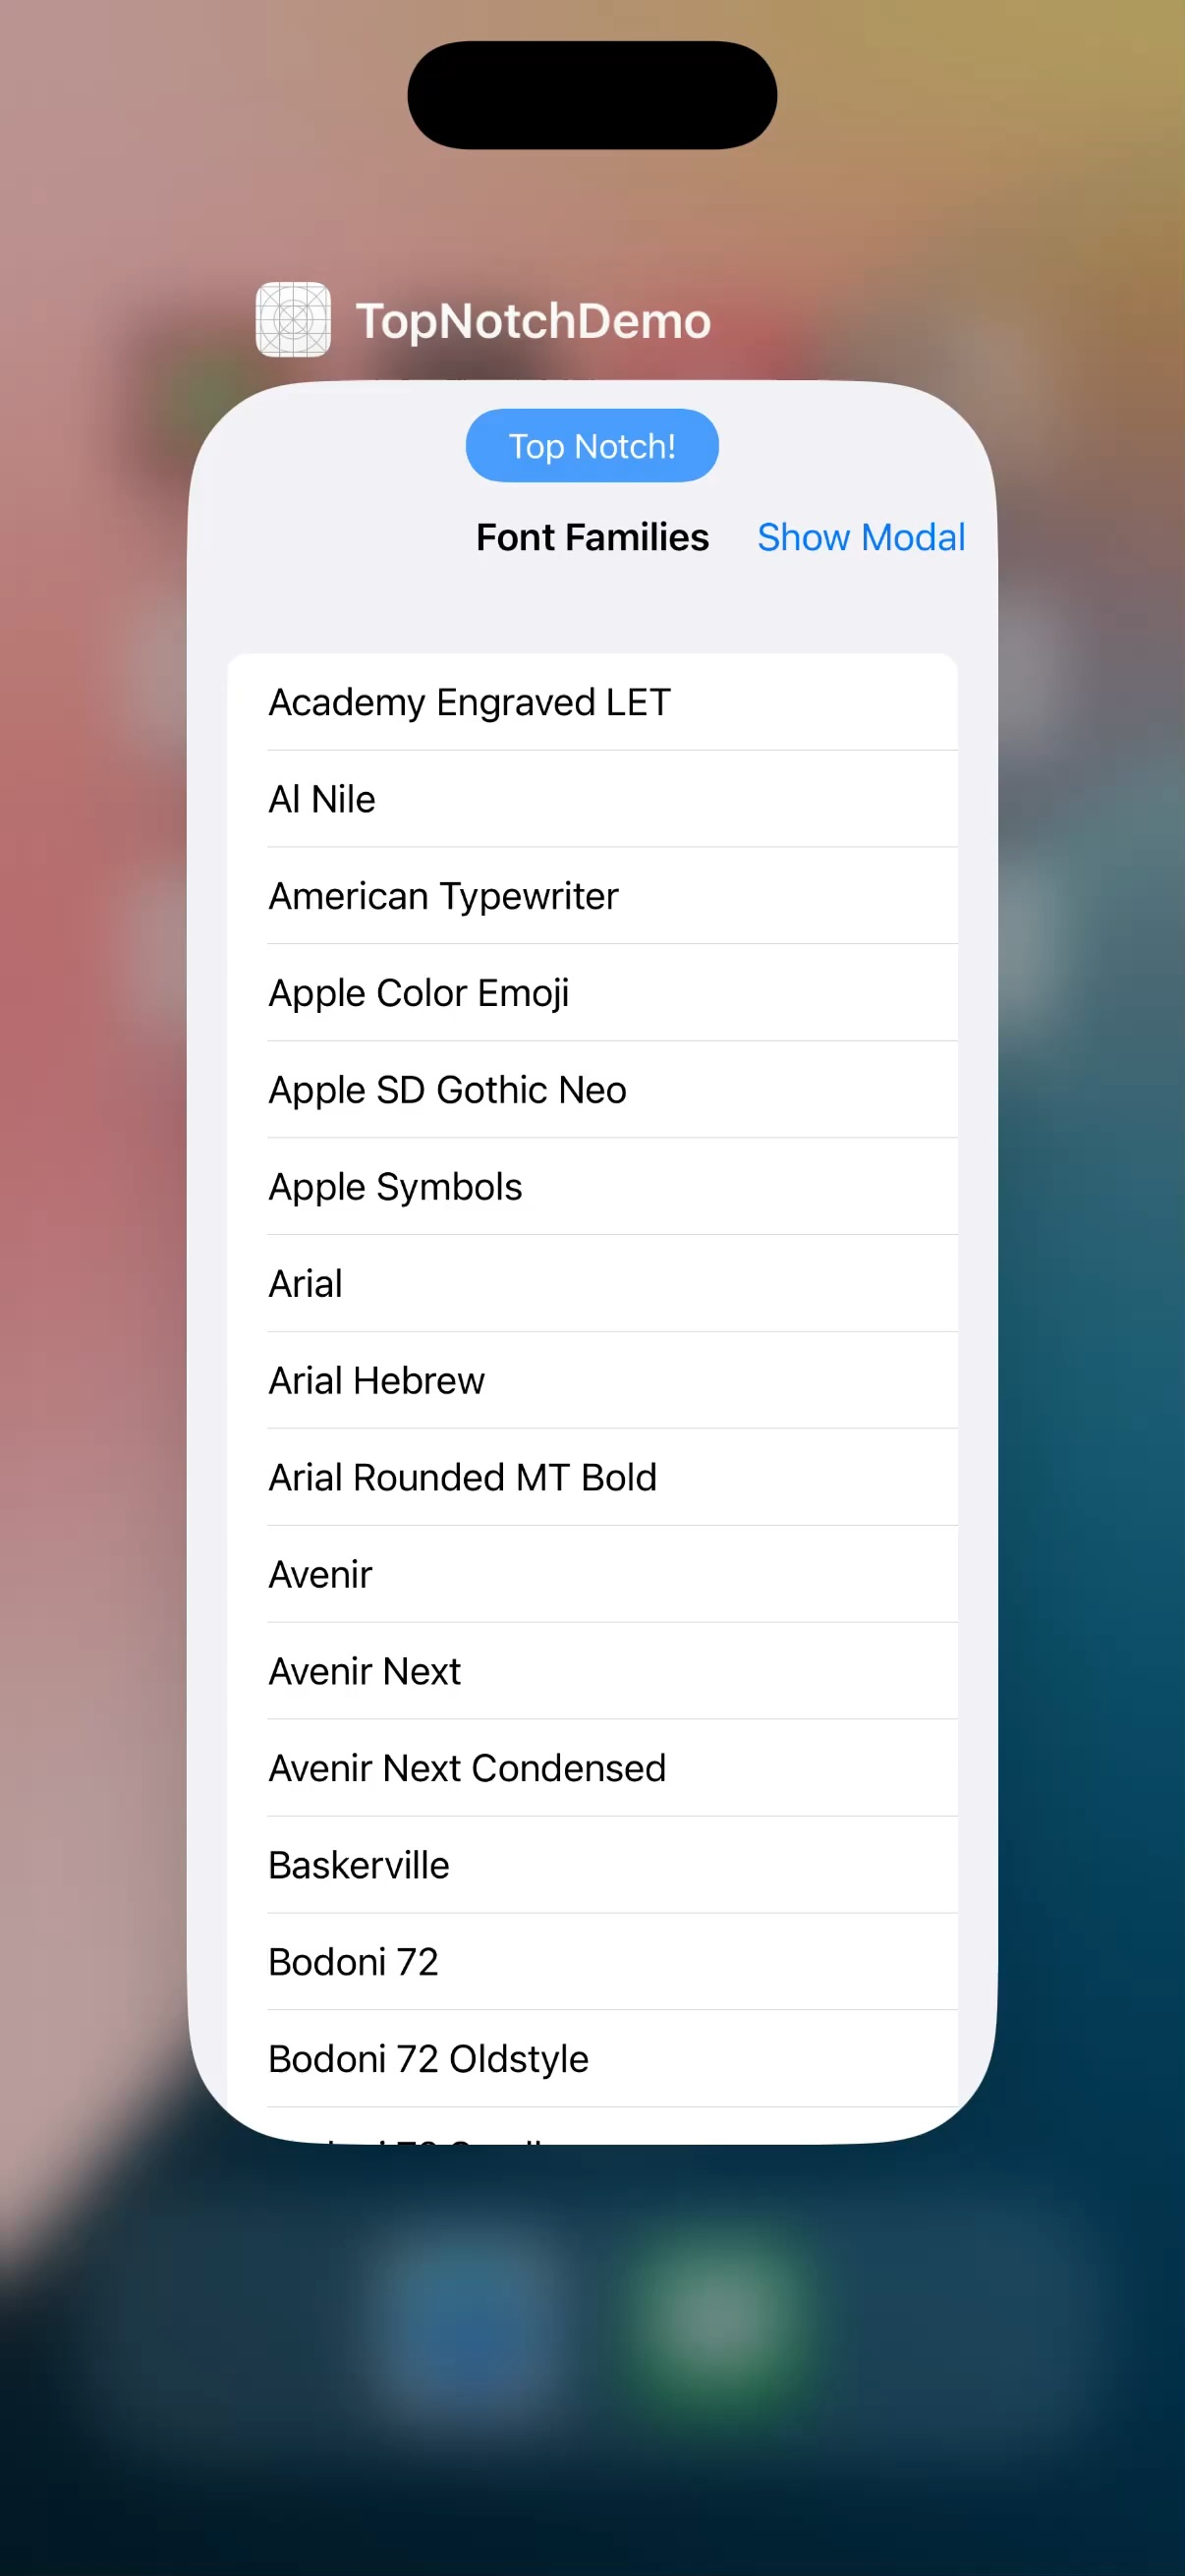 TopNotchDemo
Top Notch!
Font Families Show Modal
Academy Engraved LET
Al Nile
American Typewriter
Apple Color Emoji
Apple SD Gothic Neo
Apple Symbols
Arial
Arial Hebrew
Arial Rounded MT Bold
Avenir
Avenir Next
Avenir Next Condensed
Baskerville
Bodoni 72
Bodoni 72 Oldstyle